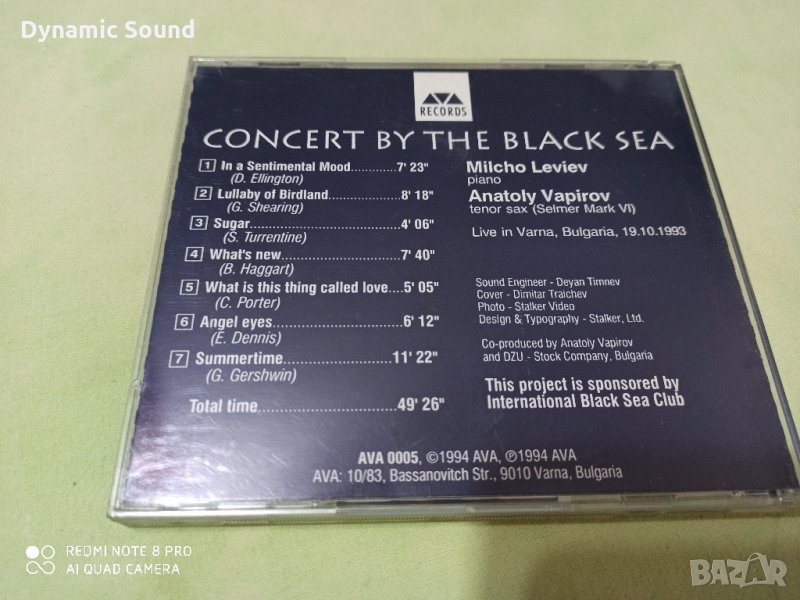 Dynamic Sound
AVA
RECORDS
CONCERT BY THE BLACK SEA
1 In a Sentimental Mood............7' 23"
(D. Ellington)
2 Lullaby of Birdland..................8' 18"
(G. Shearing)
3 Sugar......................................4' 06"
(S. Turrentine)
4 What's new.............................7' 40"
(B. Haggart)
5 What is this thing called love....5' 05"
(C. Porter)
6 Angel eyes..............................6' 12"
(E. Dennis)
7 Summertime.........................11' 22"
(G. Gershwin)
Total time................................49' 26"
Milcho Leviev
piano
Anatoly Vapirov
tenor sax (Selmer Mark VI)
Live in Varna, Bulgaria, 19.10.1993
Sound Engineer - Deyan Timnev
Cover - Dimitar Traichev
Photo - Stalker Video
Design & Typography - Stalker, Ltd.
Co-produced by Anatoly Vapirov
and DZU - Stock Company, Bulgaria
This project is sponsored by
International Black Sea Club
AVA 0005, ©1994 AVA, ℗1994 AVA
AVA: 10/83, Bassanovitch Str., 9010 Varna, Bulgaria
REDMI NOTE 8 PRO
AI QUAD CAMERA
BAZAR